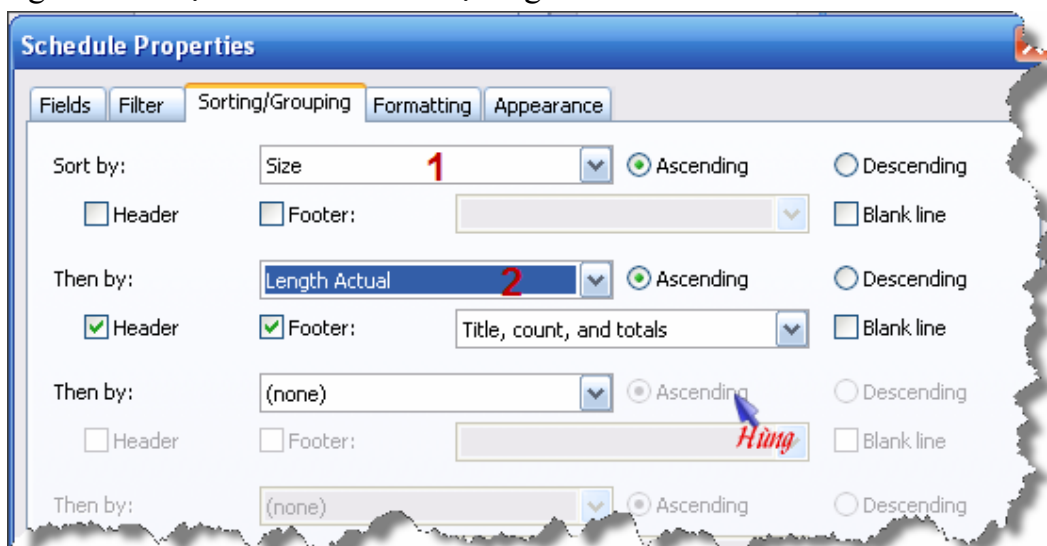 Schedule Properties
Fields Filter Sorting/Grouping Formatting Appearance
Sort by: Size 1 Ascending Descending
Header Footer: Blank line
Then by: Length Actual 2 Ascending Descending
Header Footer: Title, count, and totals Blank line
Then by: (none) Ascending Descending
Header Footer: Hùng Blank line
Then by: (none) Ascending Descending